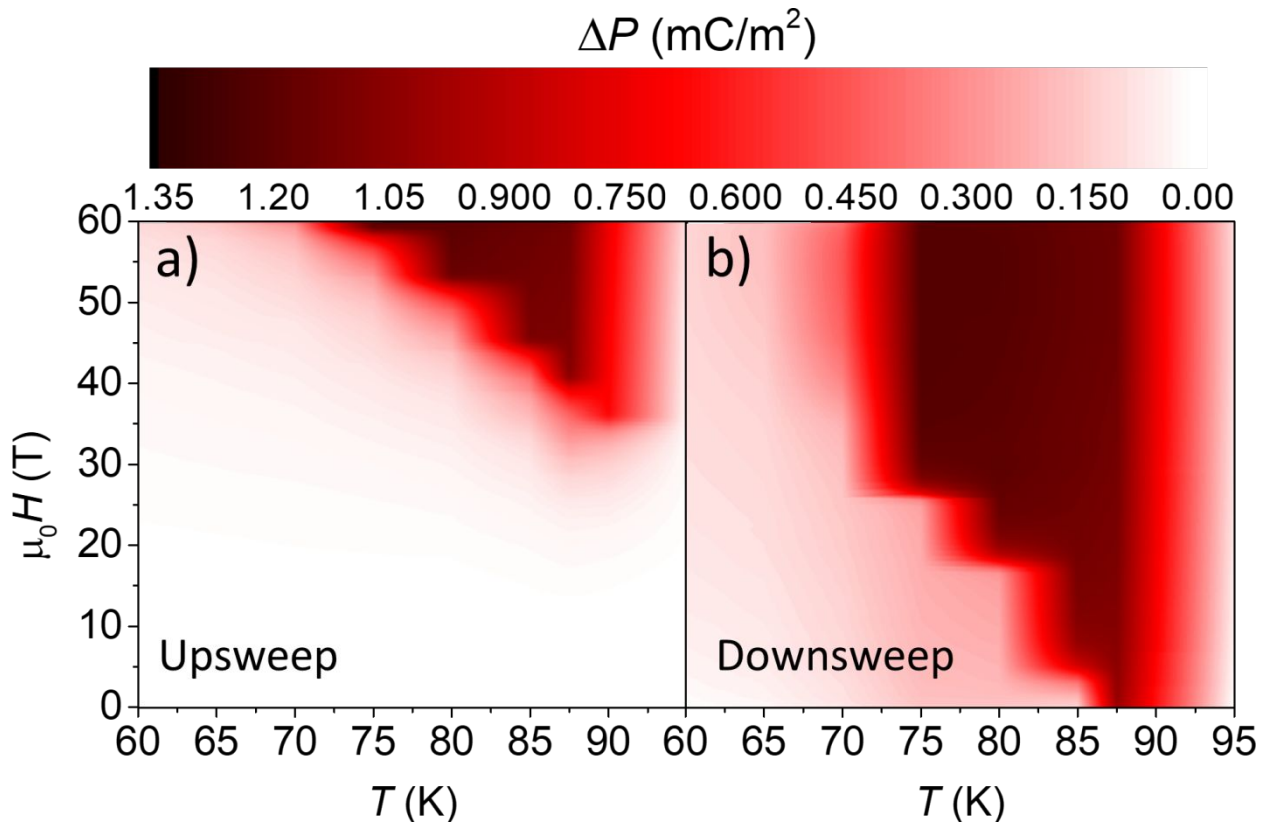 ΔP (mC/m²)
1.35 1.20 1.05 0.900 0.750 0.600 0.450 0.300 0.150 0.00
a) b)
60
50
40
30
20
10
0
μ₀H (T)
Upsweep Downsweep
60 65 70 75 80 85 90 60 65 70 75 80 85 90 95
T (K) T (K)